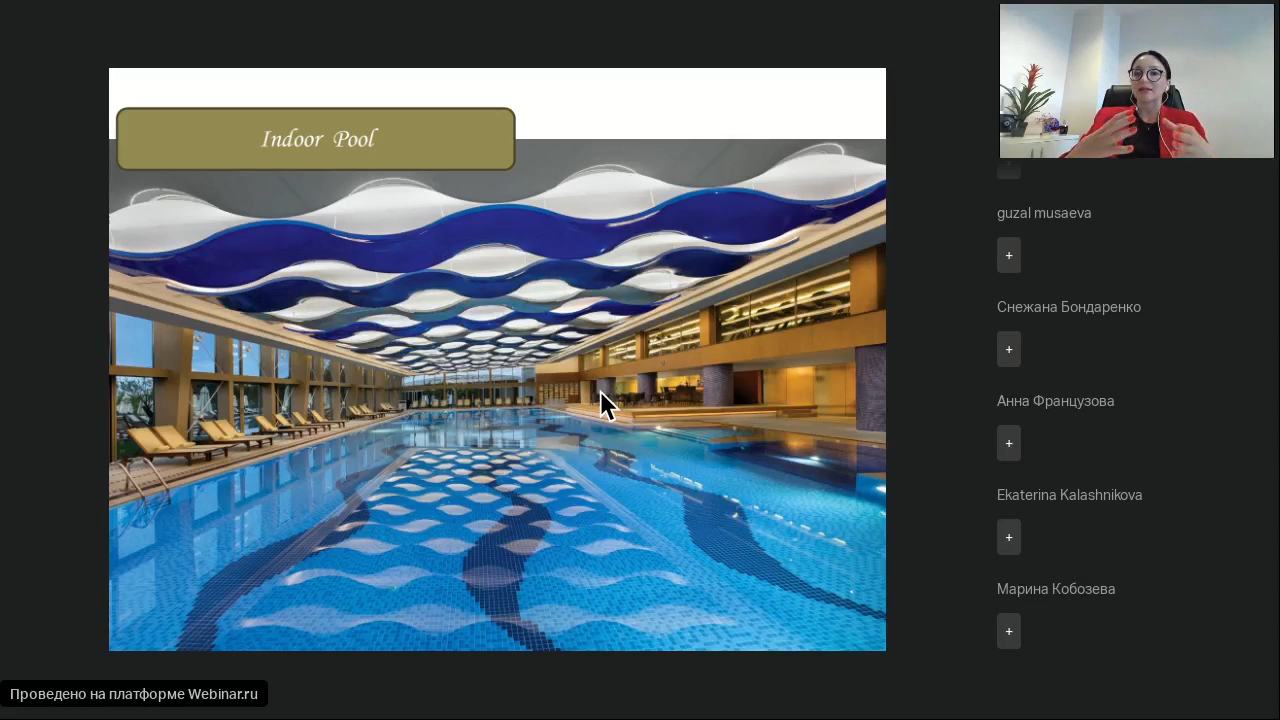 Indoor Pool
guzal musaeva
+
Снежана Бондаренко
+
Анна Французова
+
Ekaterina Kalashnikova
+
Марина Кобозева
+
Проведено на платформе Webinar.ru